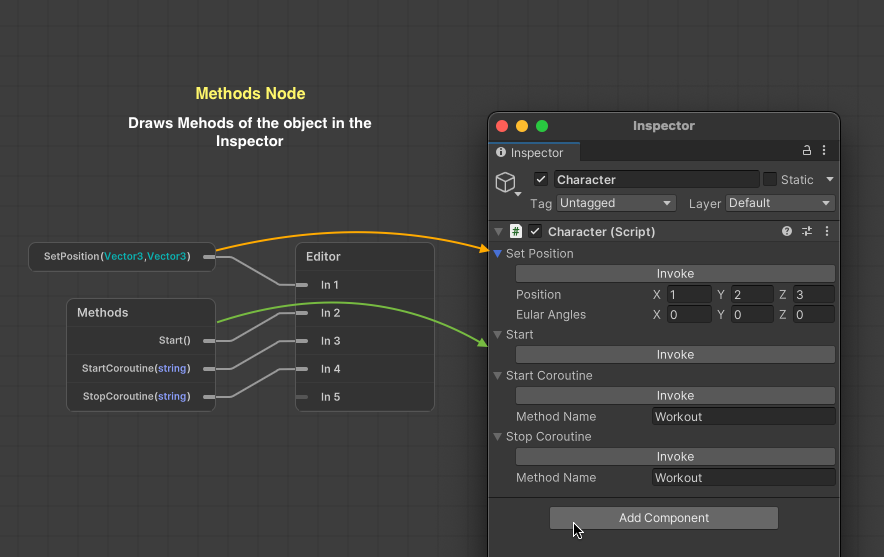 Methods Node
Draws Mehods of the object in the
Inspector
SetPosition(Vector3,Vector3)
Methods
Start()
StartCoroutine(string)
StopCoroutine(string)
Editor
In 1
In 2
In 3
In 4
In 5
Inspector
Inspector
Character
Static
Tag Untagged Layer Default
# Character (Script)
Set Position
Invoke
Position X 1 Y 2 Z 3
Eular Angles X 0 Y 0 Z 0
Start
Invoke
Start Coroutine
Invoke
Method Name Workout
Stop Coroutine
Invoke
Method Name Workout
Add Component